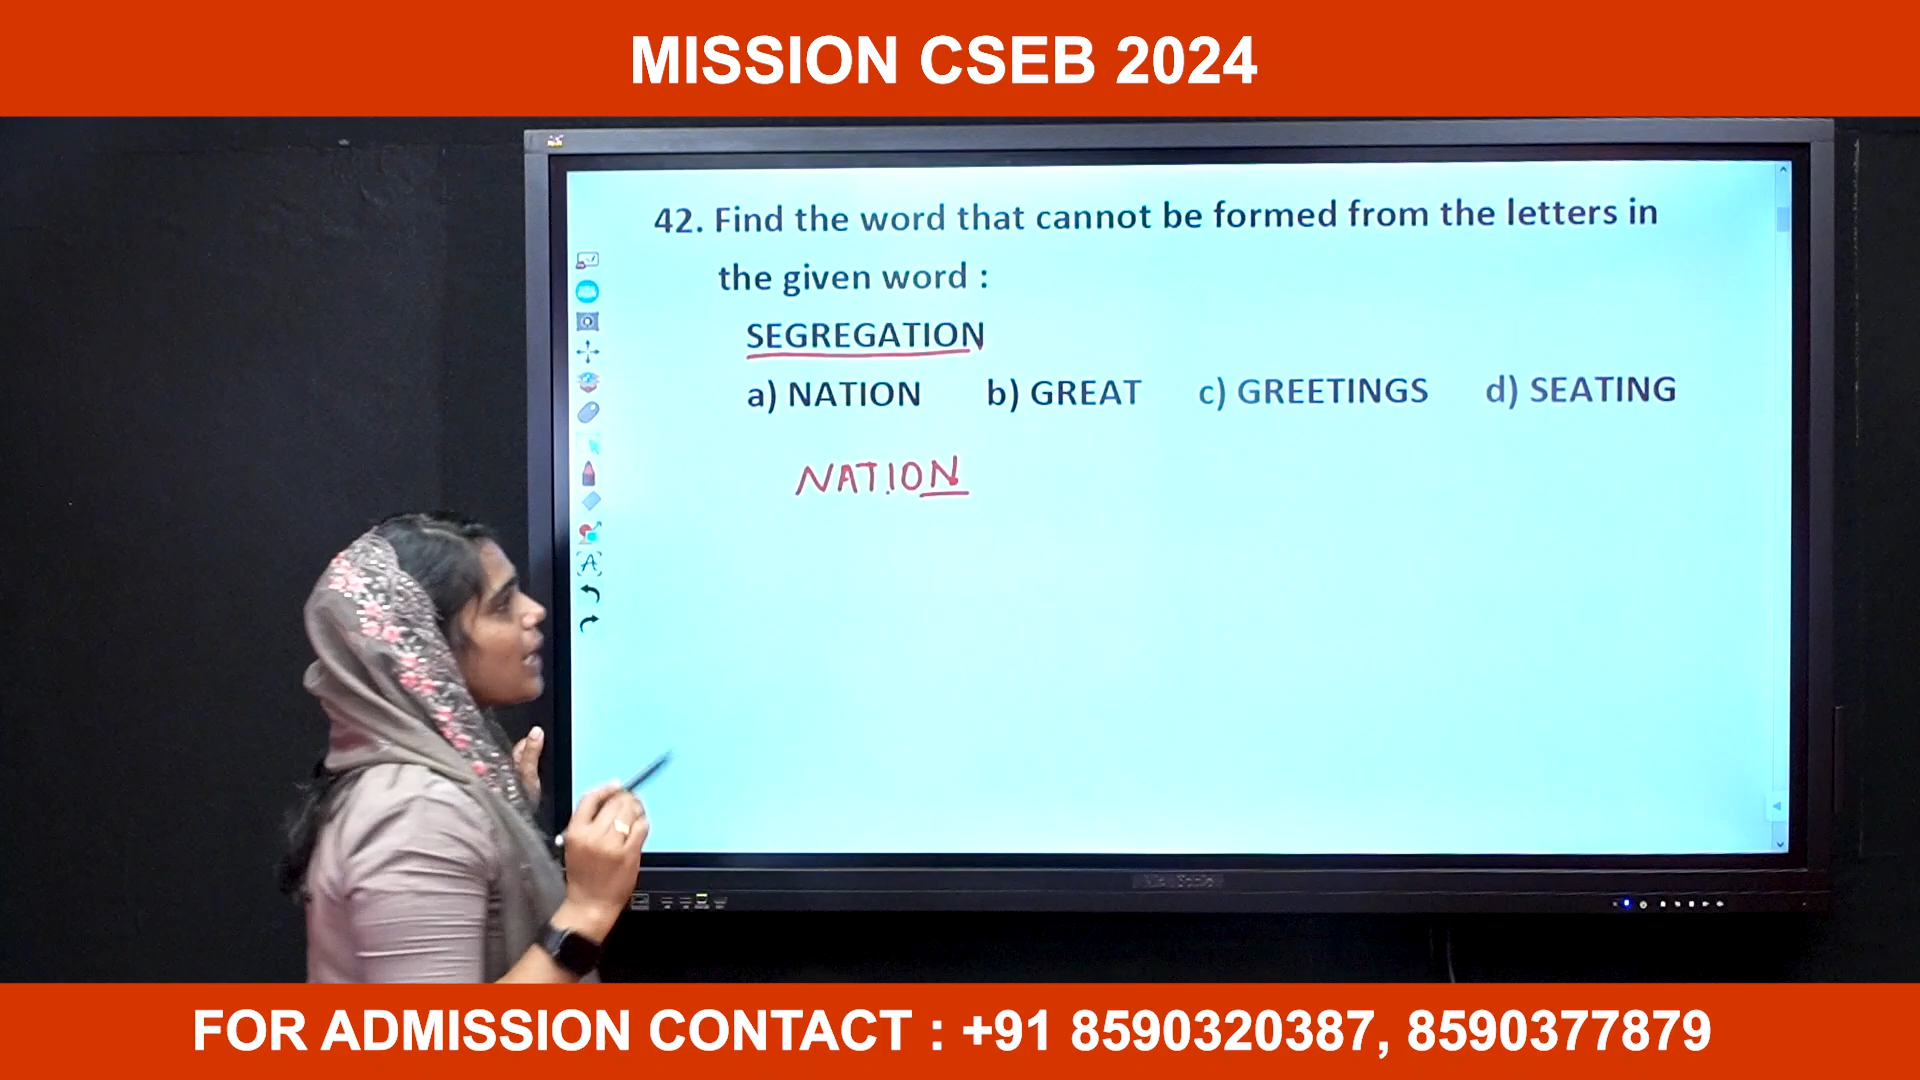 MISSION CSEB 2024
42. Find the word that cannot be formed from the letters in
the given word :
SEGREGATION
a) NATION b) GREAT c) GREETINGS d) SEATING
NATION
FOR ADMISSION CONTACT : +91 8590320387, 8590377879